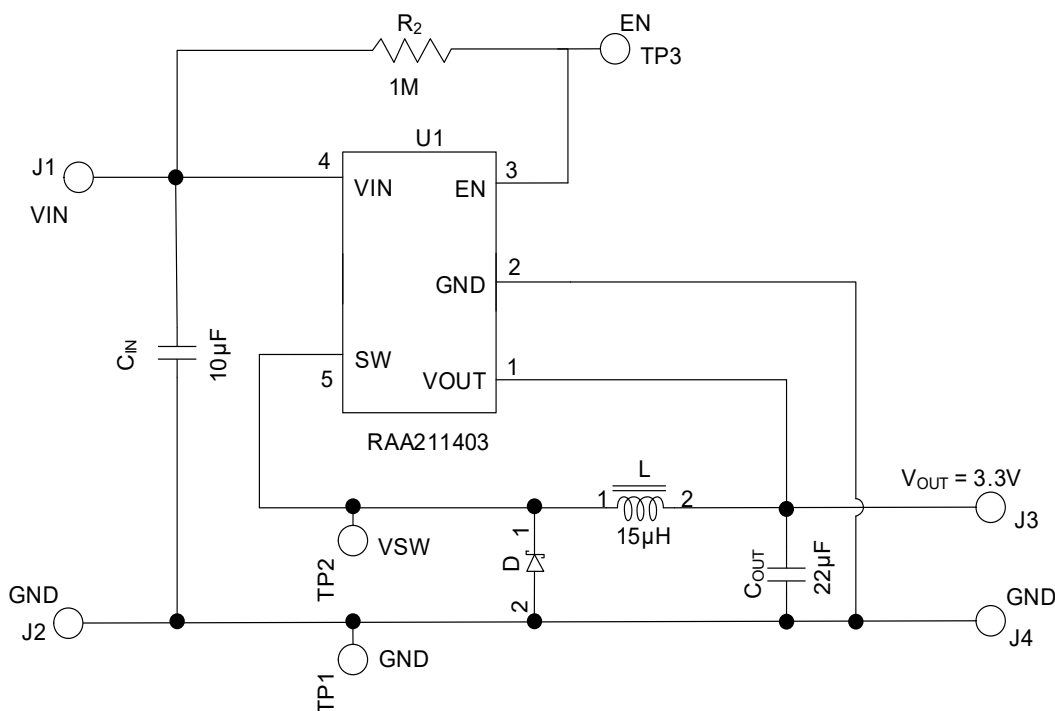 EN
R2
TP3
1M
U1
J1
4
3
VIN
EN
VIN
2
GND
CIN
10µF
SW
1
5
VOUT
RAA211403
L
VOUT = 3.3V
1
2
J3
15µH
1
VSW
TP2
D
COUT
22µF
2
GND
GND
J2
J4
GND
TP1